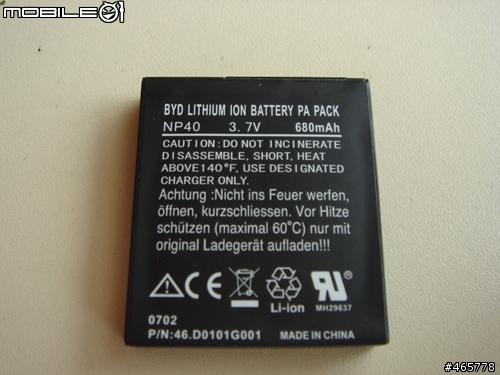 MOBILE01
BYD LITHIUM ION BATTERY PA PACK
NP40 3.7V 680mAh
CAUTION: DO NOT INCINERATE
DISASSEMBLE, SHORT, HEAT
ABOVE140°F, USE DESIGNATED
CHARGER ONLY.
Achtung :Nicht ins Feuer werfen,
öffnen, kurzschliessen. Vor Hitze
schützen (maximal 60°C) nur mit
original Ladegerät aufladen!!!
CE Li-ion MH29637
0702
P/N:46.D0101G001 MADE IN CHINA
#465778